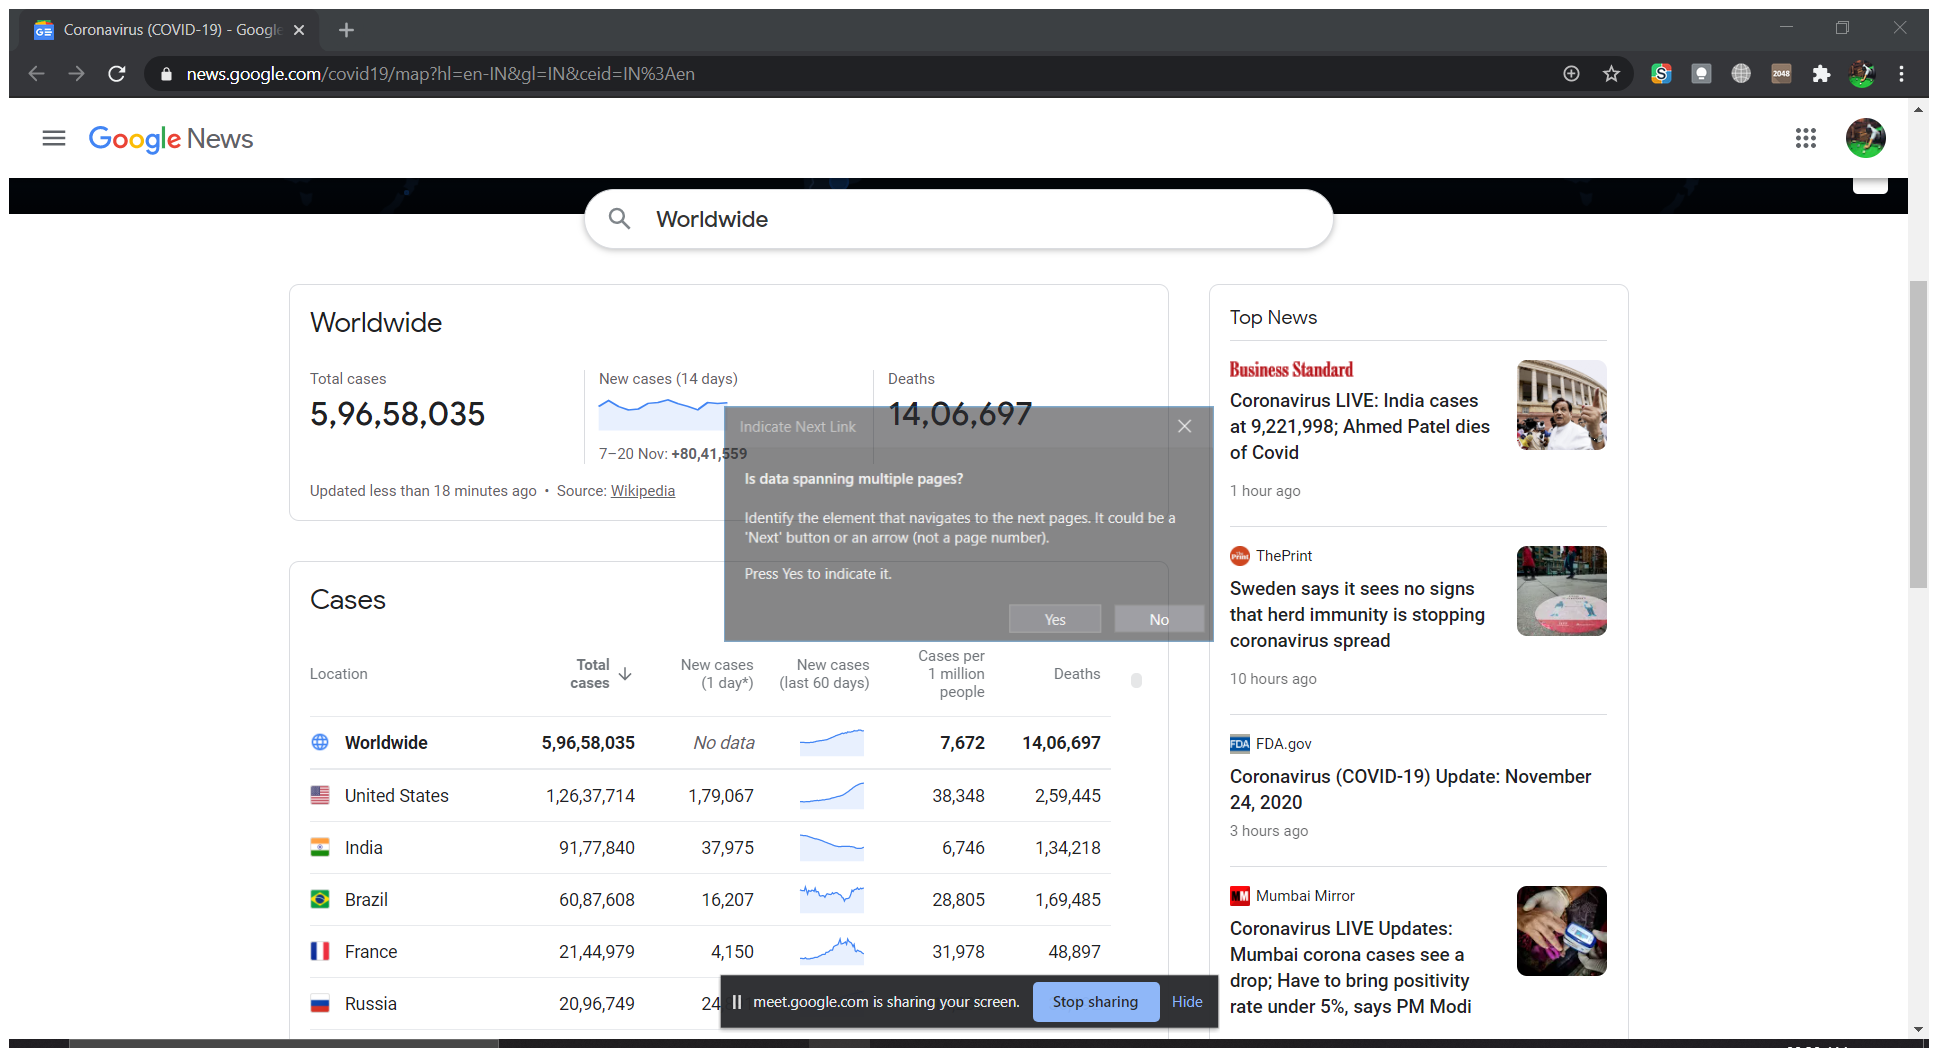 Coronavirus (COVID-19) - Google
news.google.com/covid19/map?hl=en-IN&gl=IN&ceid=IN%3Aen
2048
Google News
Worldwide
Worldwide
Total cases
5,96,58,035
New cases (14 days)
7–20 Nov: +80,41,559
Deaths
14,06,697
Updated less than 18 minutes ago • Source: Wikipedia
Indicate Next Link
Is data spanning multiple pages?
Identify the element that navigates to the next pages. It could be a
'Next' button or an arrow (not a page number).
Press Yes to indicate it.
Yes No
Cases
Location Total cases New cases (1 day*) New cases (last 60 days) Cases per 1 million people Deaths
Worldwide 5,96,58,035 No data 7,672 14,06,697
United States 1,26,37,714 1,79,067 38,348 2,59,445
India 91,77,840 37,975 6,746 1,34,218
Brazil 60,87,608 16,207 28,805 1,69,485
France 21,44,979 4,150 31,978 48,897
Russia 20,96,749 24
meet.google.com is sharing your screen. Stop sharing Hide
Top News
Business Standard
Coronavirus LIVE: India cases
at 9,221,998; Ahmed Patel dies
of Covid
1 hour ago
ThePrint
Sweden says it sees no signs
that herd immunity is stopping
coronavirus spread
10 hours ago
FDA FDA.gov
Coronavirus (COVID-19) Update: November
24, 2020
3 hours ago
Mumbai Mirror
Coronavirus LIVE Updates:
Mumbai corona cases see a
drop; Have to bring positivity
rate under 5%, says PM Modi